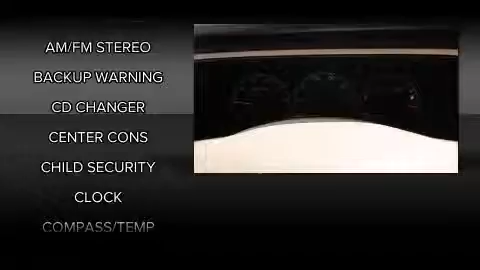 AM/FM STEREO
BACKUP WARNING
CD CHANGER
CENTER CONS
CHILD SECURITY
CLOCK
COMPASS/TEMP